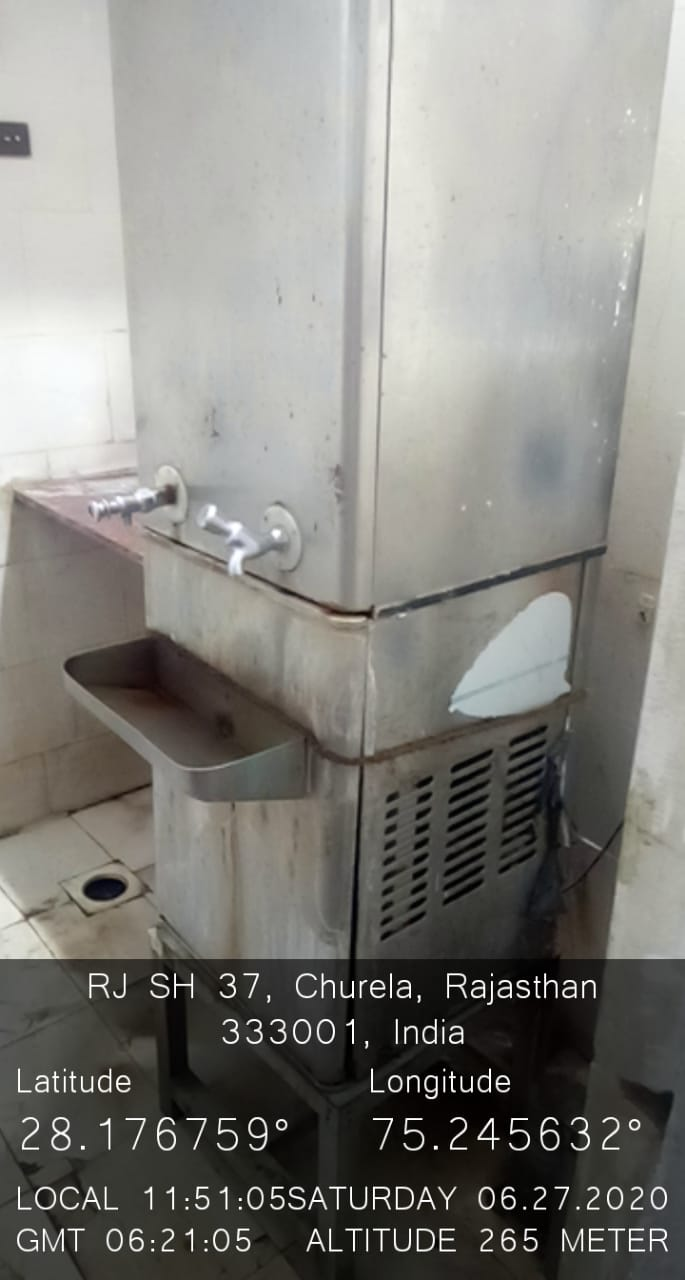 RJ SH 37, Churela, Rajasthan
333001, India
Latitude Longitude
28.176759° 75.245632°
LOCAL 11:51:05SATURDAY 06.27.2020
GMT 06:21:05 ALTITUDE 265 METER